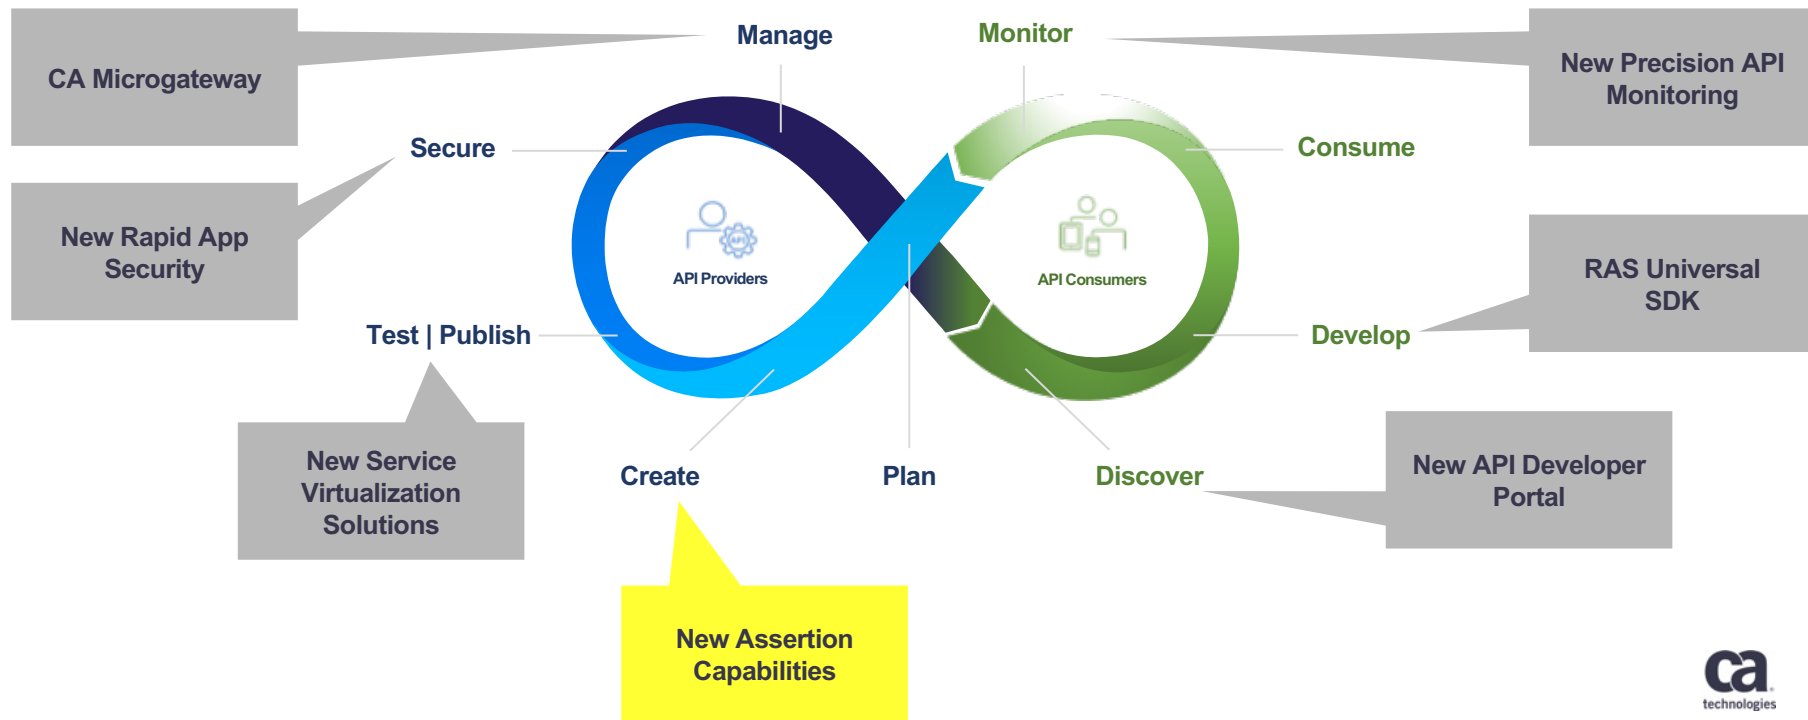 Manage
Monitor
CA Microgateway
New Precision API
Monitoring
Secure
Consume
New Rapid App
Security
API
API Providers
API Consumers
RAS Universal
SDK
Test | Publish
Develop
New Service
Virtualization
Solutions
Create
Plan
Discover
New API Developer
Portal
New Assertion
Capabilities
ca
technologies